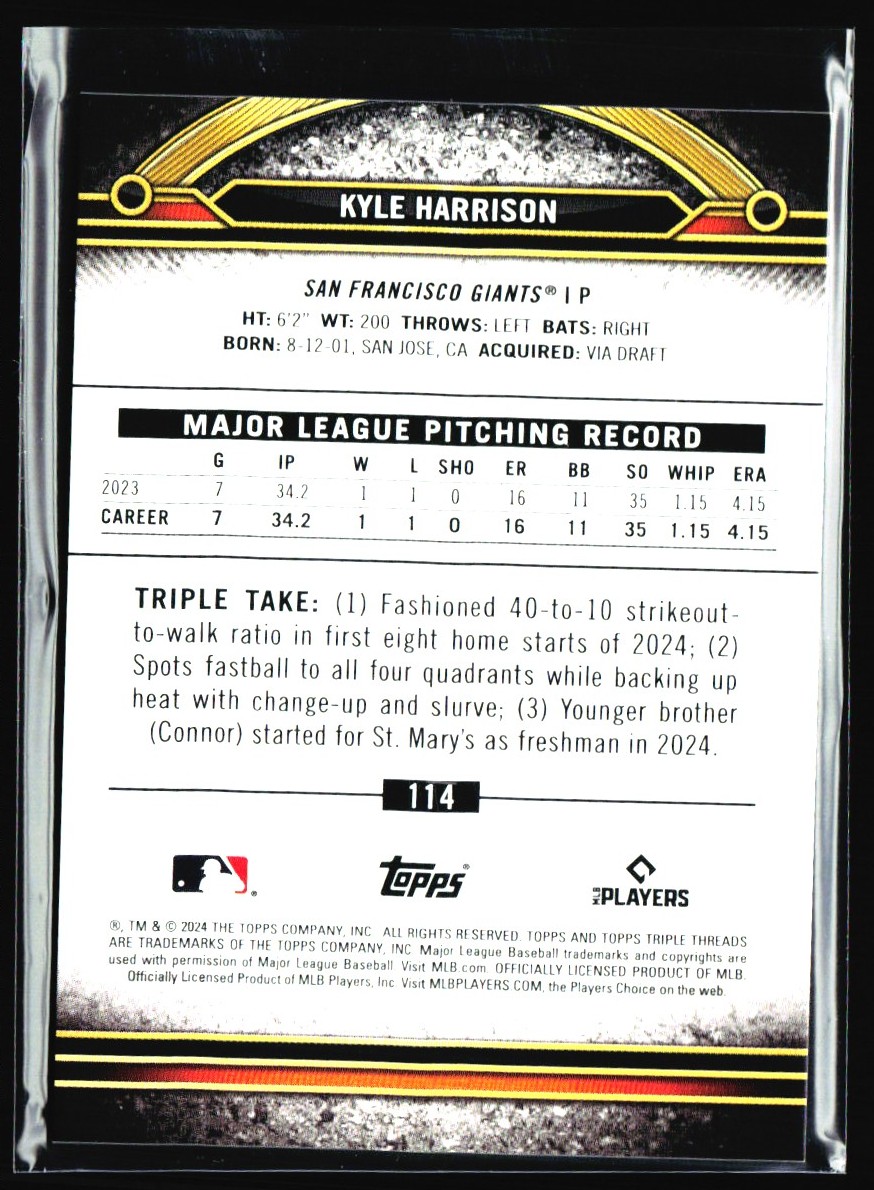 KYLE HARRISON
SAN FRANCISCO GIANTS® | P
HT: 6'2" WT: 200 THROWS: LEFT BATS: RIGHT
BORN: 8-12-01, SAN JOSE, CA ACQUIRED: VIA DRAFT
MAJOR LEAGUE PITCHING RECORD
G IP W L SHO ER BB SO WHIP ERA
2023 7 34.2 1 1 0 16 11 35 1.15 4.15
CAREER 7 34.2 1 1 0 16 11 35 1.15 4.15
TRIPLE TAKE: (1) Fashioned 40-to-10 strikeout-
to-walk ratio in first eight home starts of 2024; (2)
Spots fastball to all four quadrants while backing up
heat with change-up and slurve; (3) Younger brother
(Connor) started for St. Mary's as freshman in 2024.
114
® Topps® MLB PLAYERS
®, TM & © 2024 THE TOPPS COMPANY, INC. ALL RIGHTS RESERVED. TOPPS AND TOPPS TRIPLE THREADS
ARE TRADEMARKS OF THE TOPPS COMPANY, INC. Major League Baseball trademarks and copyrights are
used with permission of Major League Baseball. Visit MLB.com. OFFICIALLY LICENSED PRODUCT OF MLB.
Officially Licensed Product of MLB Players, Inc. Visit MLBPLAYERS.COM, the Players Choice on the web.